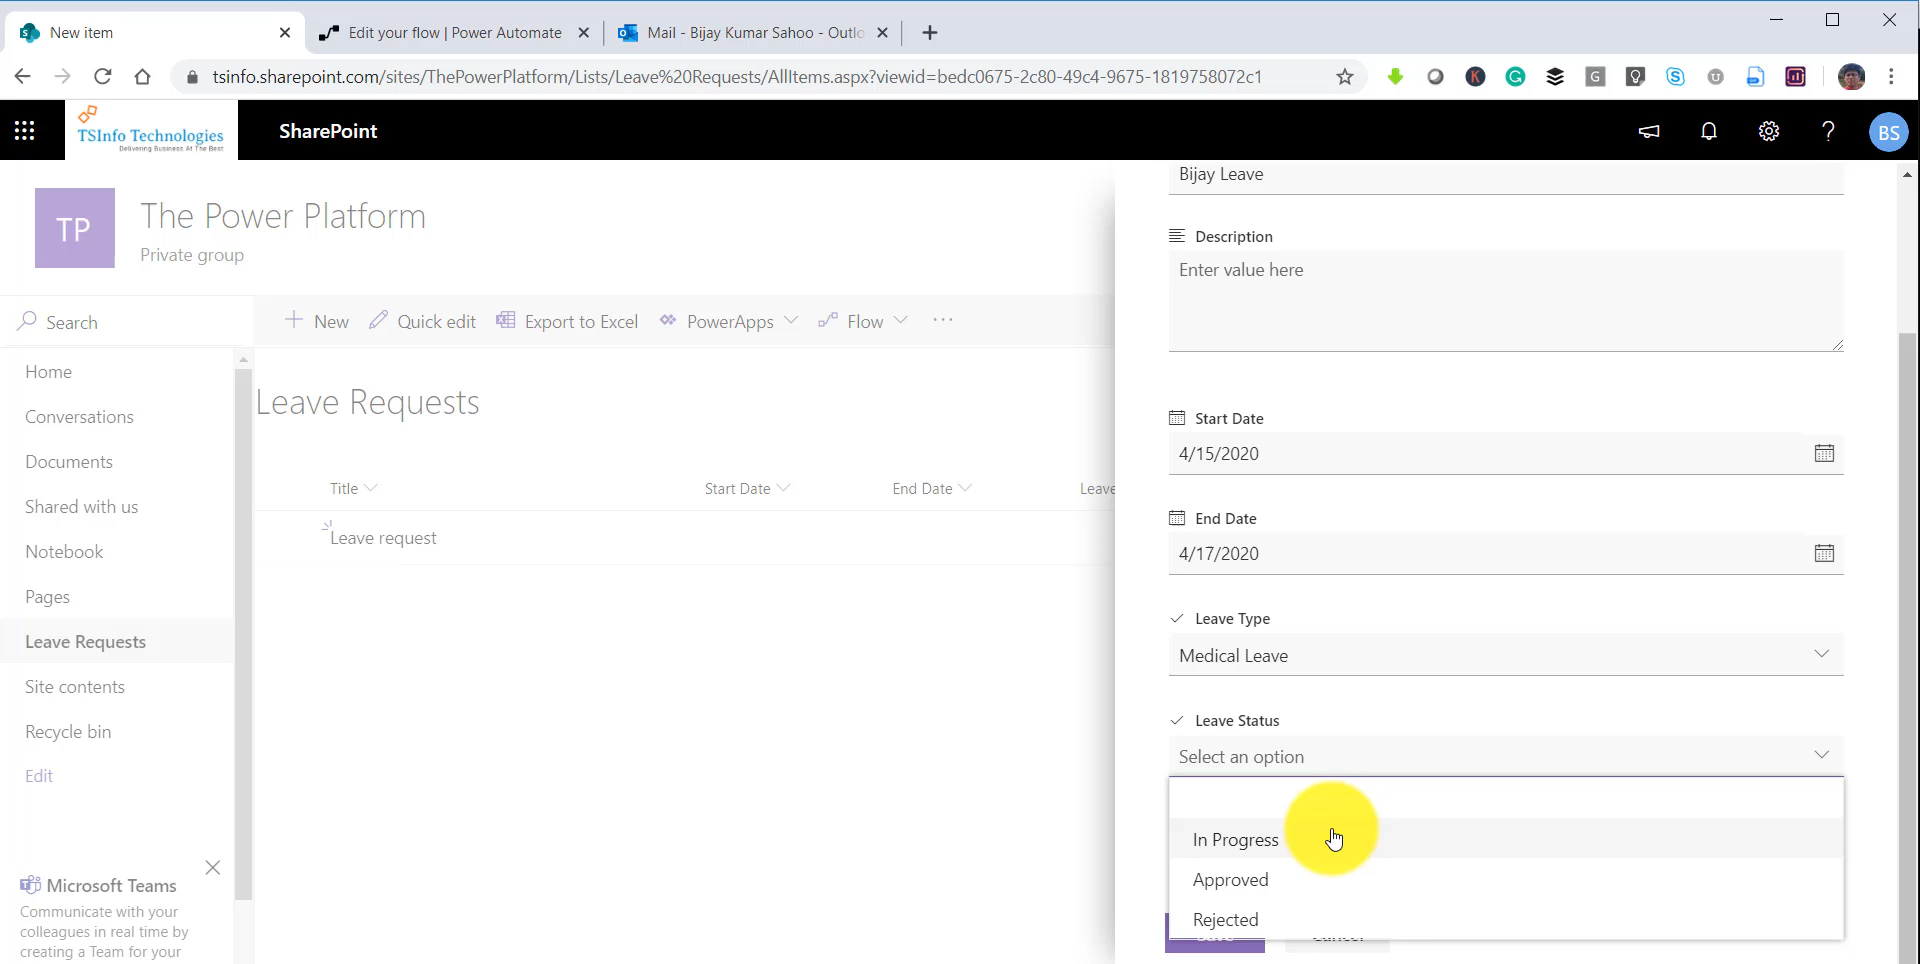 New item
Edit your flow | Power Automate
Mail - Bijay Kumar Sahoo - Outlo
tsinfo.sharepoint.com/sites/ThePowerPlatform/Lists/Leave%20Requests/AllItems.aspx?viewid=bedc0675-2c80-49c4-9675-1819758072c1
TSInfo Technologies
Delivering Business At The Best
SharePoint
BS
TP
The Power Platform
Private group
Search
New
Quick edit
Export to Excel
PowerApps
Flow
Home
Conversations
Documents
Shared with us
Notebook
Pages
Leave Requests
Site contents
Recycle bin
Edit
Microsoft Teams
Communicate with your
colleagues in real time by
creating a Team for your
Leave Requests
Title
Start Date
End Date
Leave
Leave request
Bijay Leave
Description
Enter value here
Start Date
4/15/2020
End Date
4/17/2020
Leave Type
Medical Leave
Leave Status
Select an option
In Progress
Approved
Rejected